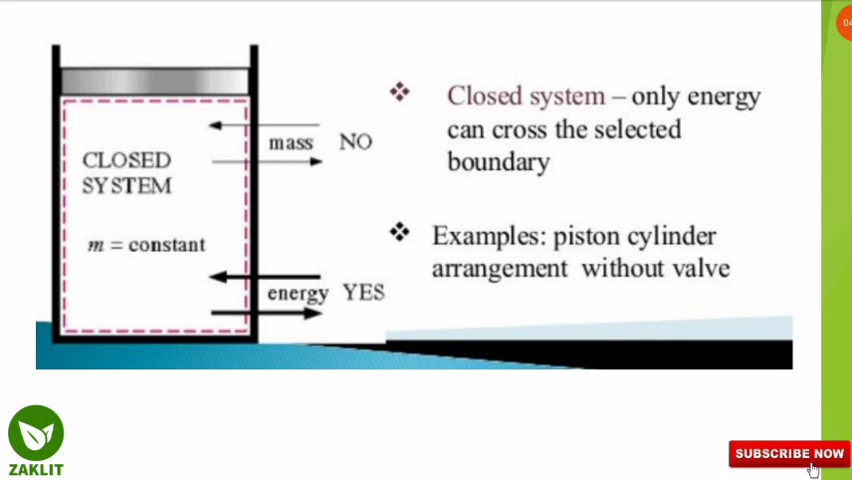 04
CLOSED
SYSTEM
m = constant
mass NO
energy YES
Closed system – only energy
can cross the selected
boundary
Examples: piston cylinder
arrangement without valve
ZAKLIT
SUBSCRIBE NOW